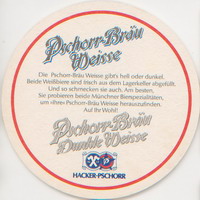 Pschorr-Bräu
Weisse
Die Pschorr-Bräu Weisse gibt's hell oder dunkel.
Beide Weißbiere sind frisch aus dem Lagerkeller abgefüllt.
Und so schmecken sie auch. Am besten,
Sie probieren beide Münchner Bierspezialitäten,
um »Ihre« Pschorr-Bräu Weisse herauszufinden.
Auf Ihr Wohl!
Pschorr-Bräu
Dunkle Weisse
HACKER-PSCHORR